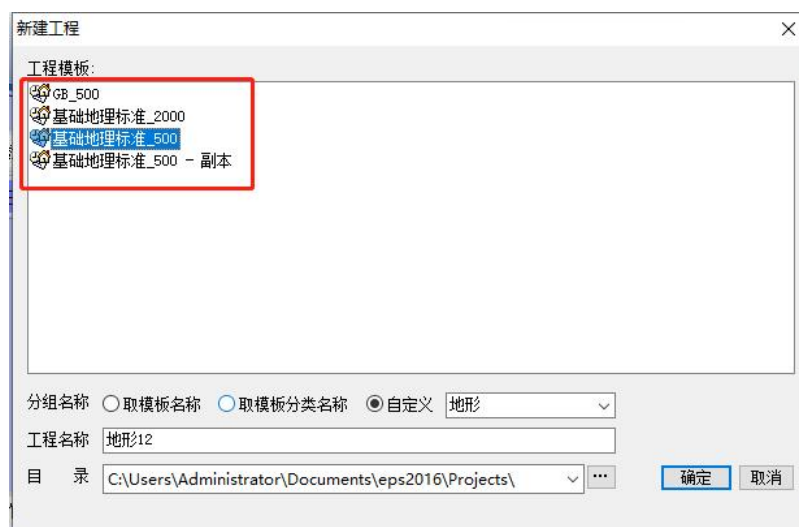 新建工程
工程模板:
GB_500
基础地理标准_2000
基础地理标准_500
基础地理标准_500 - 副本
分组名称 取模板名称 取模板分类名称 自定义 地形
工程名称 地形12
目 录 C:\Users\Administrator\Documents\eps2016\Projects\ ... 确定 取消